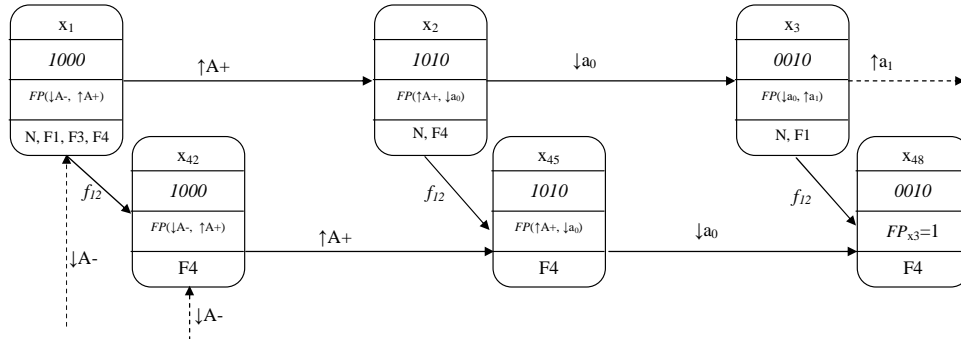 x₁
1000
FP(↓A-, ↑A+)
N, F1, F3, F4
↑A+
x₂
1010
FP(↑A+, ↓a₀)
N, F4
↓a₀
x₃
0010
FP(↓a₀, ↑a₁)
N, F1
↑a₁
f₁₂
f₁₂
f₁₂
x₄₂
1000
FP(↓A-, ↑A+)
F4
↑A+
x₄₅
1010
FP(↑A+, ↓a₀)
F4
↓a₀
x₄₈
0010
FPₓ₃=1
F4
↓A-
↓A-